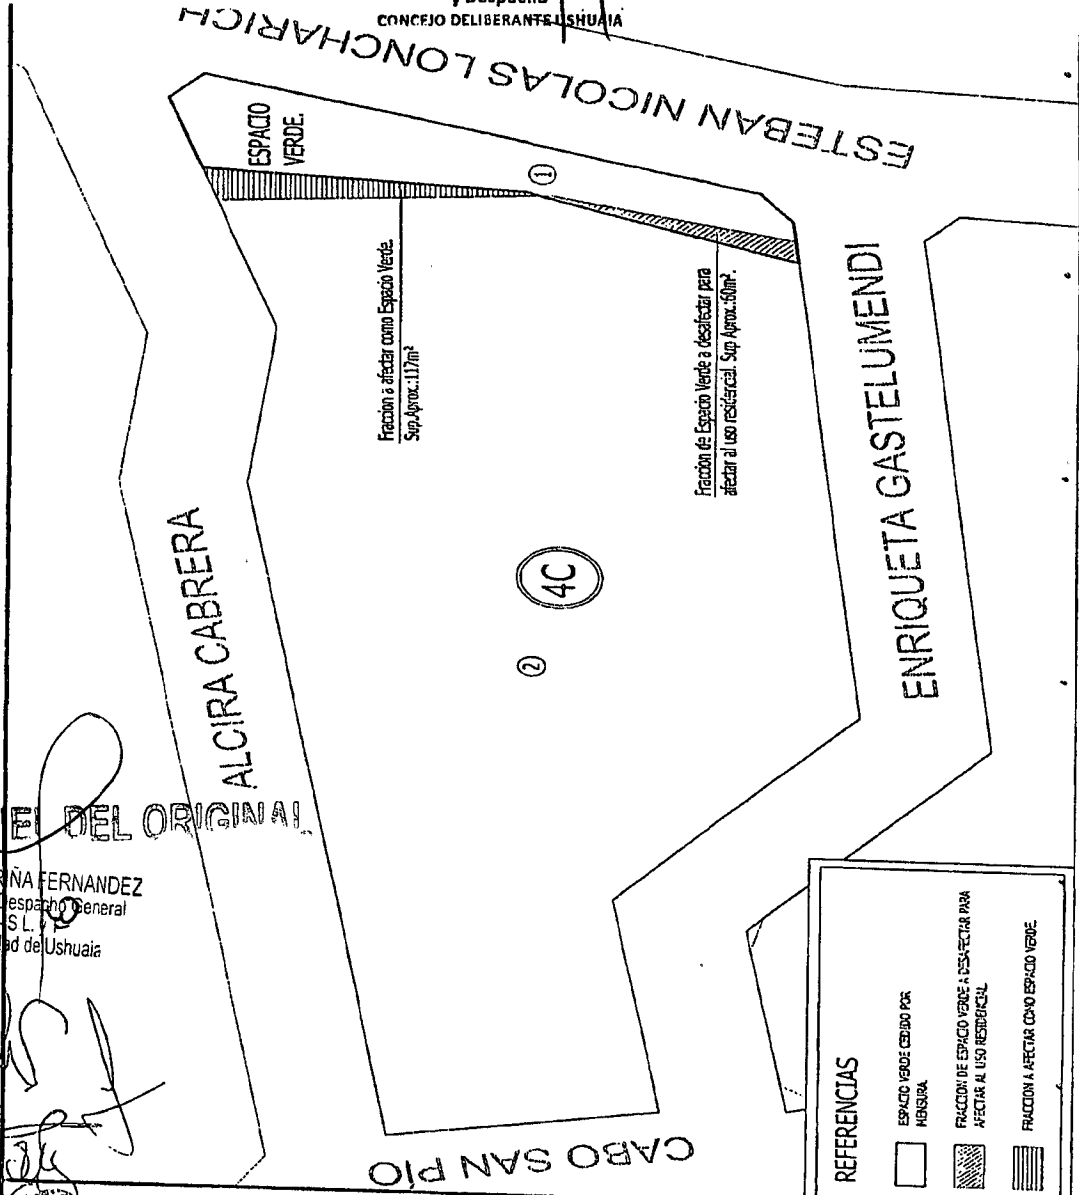 CONCEJO DELIBERANTE USHUAIA
ESTEBAN NICOLAS LONCHARICH
ESPACIO
VERDE.
1
Fraccion a afectar como Espacio Verde.
Sup.Aprox.:117m²
Fraccion de Espacio Verde a desafectar para
afectar al uso residencial. Sup Aprox.:60m².
ALCIRA CABRERA
4C
2
ENRIQUETA GASTELUMENDI
CABO SAN PÍO
DEL ORIGINAL
FERNANDEZ
General
S L. y
de Ushuaia
REFERENCIAS
ESPACIO VERDE CEDIDO POR
MENSURA.
FRACCION DE ESPACIO VERDE A DESAFECTAR PARA
AFECTAR AL USO RESIDENCIAL.
FRACCION A AFECTAR COMO ESPACIO VERDE.